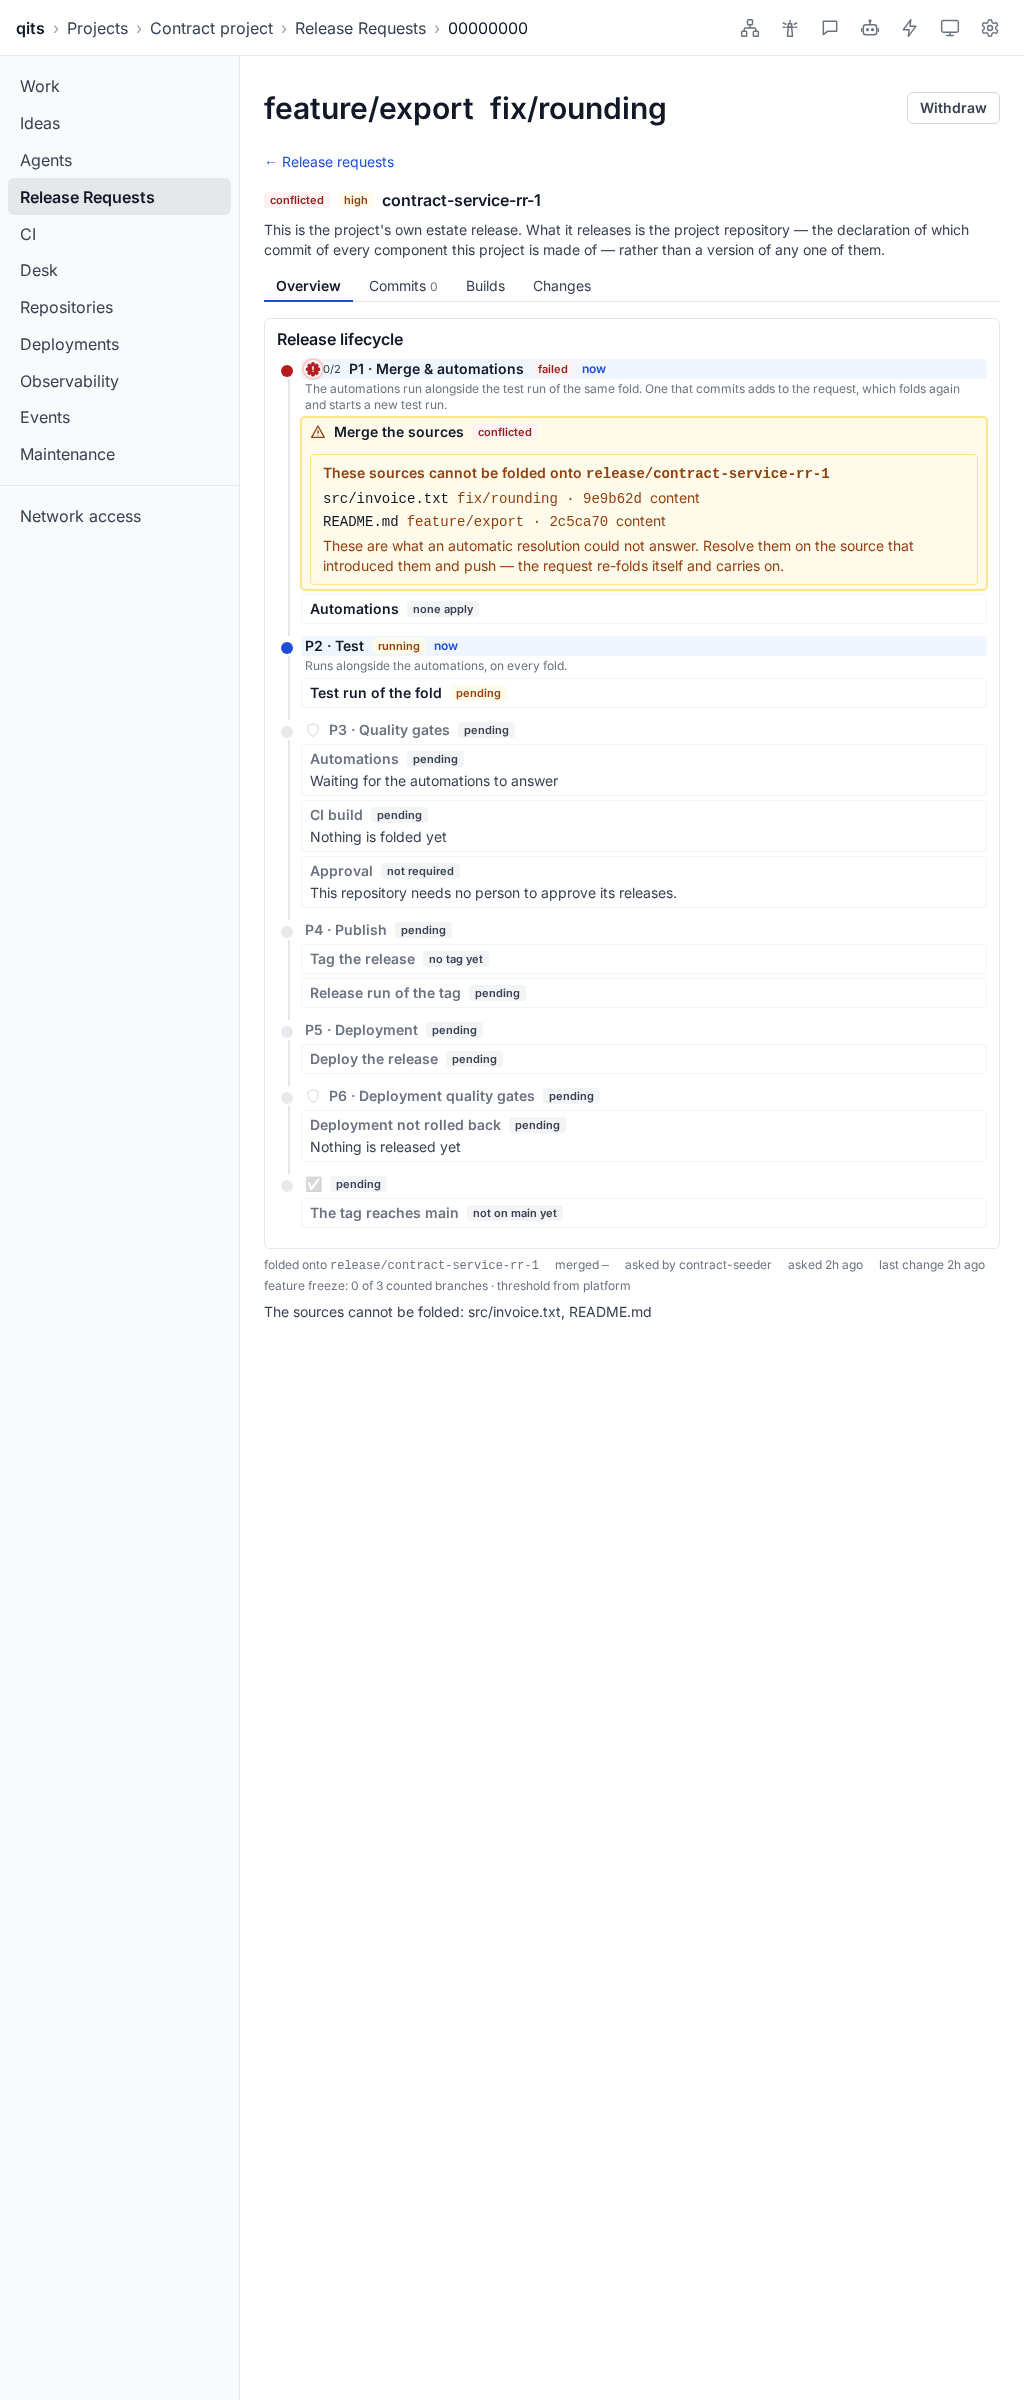 qits › Projects › Contract project › Release Requests › 00000000
Work
Ideas
Agents
Release Requests
CI
Desk
Repositories
Deployments
Observability
Events
Maintenance
Network access
feature/export fix/rounding
Withdraw
← Release requests
conflicted high contract-service-rr-1
This is the project's own estate release. What it releases is the project repository — the declaration of which
commit of every component this project is made of — rather than a version of any one of them.
Overview Commits 0 Builds Changes
Release lifecycle
0/2 P1 · Merge & automations failed now
The automations run alongside the test run of the same fold. One that commits adds to the request, which folds again
and starts a new test run.
Merge the sources conflicted
These sources cannot be folded onto release/contract-service-rr-1
src/invoice.txt fix/rounding · 9e9b62d content
README.md feature/export · 2c5ca70 content
These are what an automatic resolution could not answer. Resolve them on the source that
introduced them and push — the request re-folds itself and carries on.
Automations none apply
P2 · Test running now
Runs alongside the automations, on every fold.
Test run of the fold pending
P3 · Quality gates pending
Automations pending
Waiting for the automations to answer
CI build pending
Nothing is folded yet
Approval not required
This repository needs no person to approve its releases.
P4 · Publish pending
Tag the release no tag yet
Release run of the tag pending
P5 · Deployment pending
Deploy the release pending
P6 · Deployment quality gates pending
Deployment not rolled back pending
Nothing is released yet
✅ pending
The tag reaches main not on main yet
folded onto release/contract-service-rr-1 merged — asked by contract-seeder asked 2h ago last change 2h ago
feature freeze: 0 of 3 counted branches · threshold from platform
The sources cannot be folded: src/invoice.txt, README.md